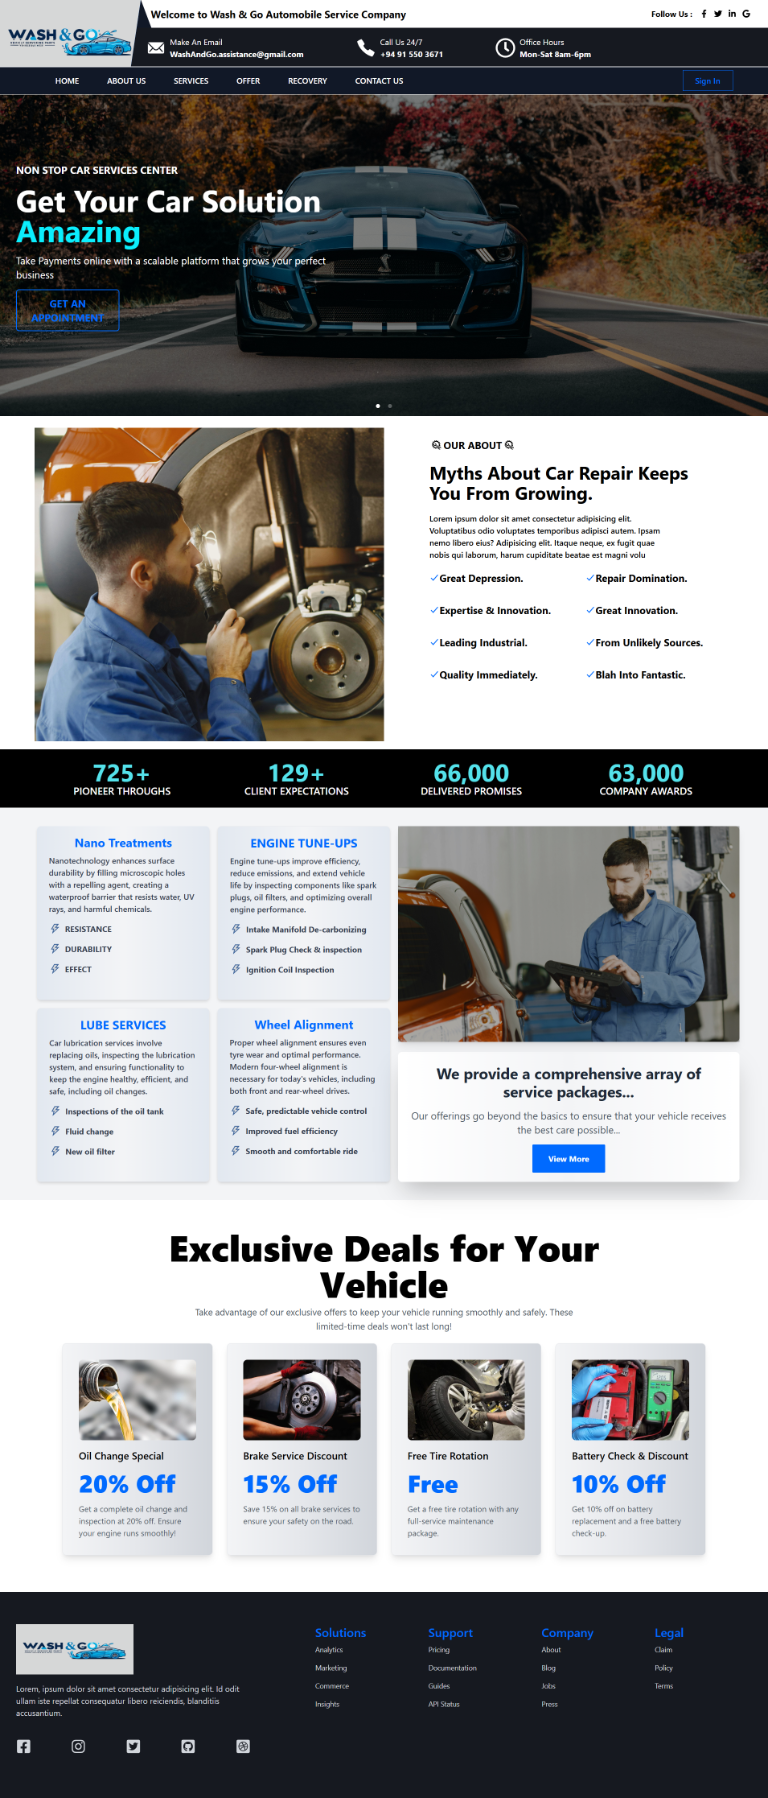 Welcome to Wash & Go Automobile Service Company
Follow Us :
WASH & GO
Make An Email
WashAndGo.assistance@gmail.com
Call Us 24/7
+94 91 550 3671
Office Hours
Mon-Sat 8am-6pm
HOME
ABOUT US
SERVICES
OFFER
RECOVERY
CONTACT US
Sign In
NON STOP CAR SERVICES CENTER
Get Your Car Solution
Amazing
Take Payments online with a scalable platform that grows your perfect
business
GET AN
APPOINTMENT
OUR ABOUT
Myths About Car Repair Keeps
You From Growing.
Lorem ipsum dolor sit amet consectetur adipisicing elit.
Voluptatibus odio voluptates temporibus adipisci autem. Ipsam
nemo libero eius? Adipisicing elit. Itaque neque, ex fugit quae
nobis qui laborum, harum cupiditate beatae est magni volu
Great Depression.
Repair Domination.
Expertise & Innovation.
Great Innovation.
Leading Industrial.
From Unlikely Sources.
Quality Immediately.
Blah Into Fantastic.
725+
PIONEER THROUGHS
129+
CLIENT EXPECTATIONS
66,000
DELIVERED PROMISES
63,000
COMPANY AWARDS
Nano Treatments
Nanotechnology enhances surface
durability by filling microscopic holes
with a repelling agent, creating a
waterproof barrier that resists water, UV
rays, and harmful chemicals.
RESISTANCE
DURABILITY
EFFECT
ENGINE TUNE-UPS
Engine tune-ups improve efficiency,
reduce emissions, and extend vehicle
life by inspecting components like spark
plugs, oil filters, and optimizing overall
engine performance.
Intake Manifold De-carbonizing
Spark Plug Check & inspection
Ignition Coil Inspection
LUBE SERVICES
Car lubrication services involve
replacing oils, inspecting the lubrication
system, and ensuring functionality to
keep the engine healthy, efficient, and
safe, including oil changes.
Inspections of the oil tank
Fluid change
New oil filter
Wheel Alignment
Proper wheel alignment ensures even
tyre wear and optimal performance.
Modern four-wheel alignment is
necessary for today's vehicles, including
both front and rear-wheel drives.
Safe, predictable vehicle control
Improved fuel efficiency
Smooth and comfortable ride
We provide a comprehensive array of
service packages...
Our offerings go beyond the basics to ensure that your vehicle receives
the best care possible...
View More
Exclusive Deals for Your
Vehicle
Take advantage of our exclusive offers to keep your vehicle running smoothly and safely. These
limited-time deals won't last long!
Oil Change Special
20% Off
Get a complete oil change and
inspection at 20% off. Ensure
your engine runs smoothly!
Brake Service Discount
15% Off
Save 15% on all brake services to
ensure your safety on the road.
Free Tire Rotation
Free
Get a free tire rotation with any
full-service maintenance
package.
Battery Check & Discount
10% Off
Get 10% off on battery
replacement and a free battery
check-up.
WASH & GO
Lorem, ipsum dolor sit amet consectetur adipisicing elit. Id odit
ullam iste repellat consequatur libero reiciendis, blanditiis
accusantium.
Solutions
Analytics
Marketing
Commerce
Insights
Support
Pricing
Documentation
Guides
API Status
Company
About
Blog
Jobs
Press
Legal
Claim
Policy
Terms